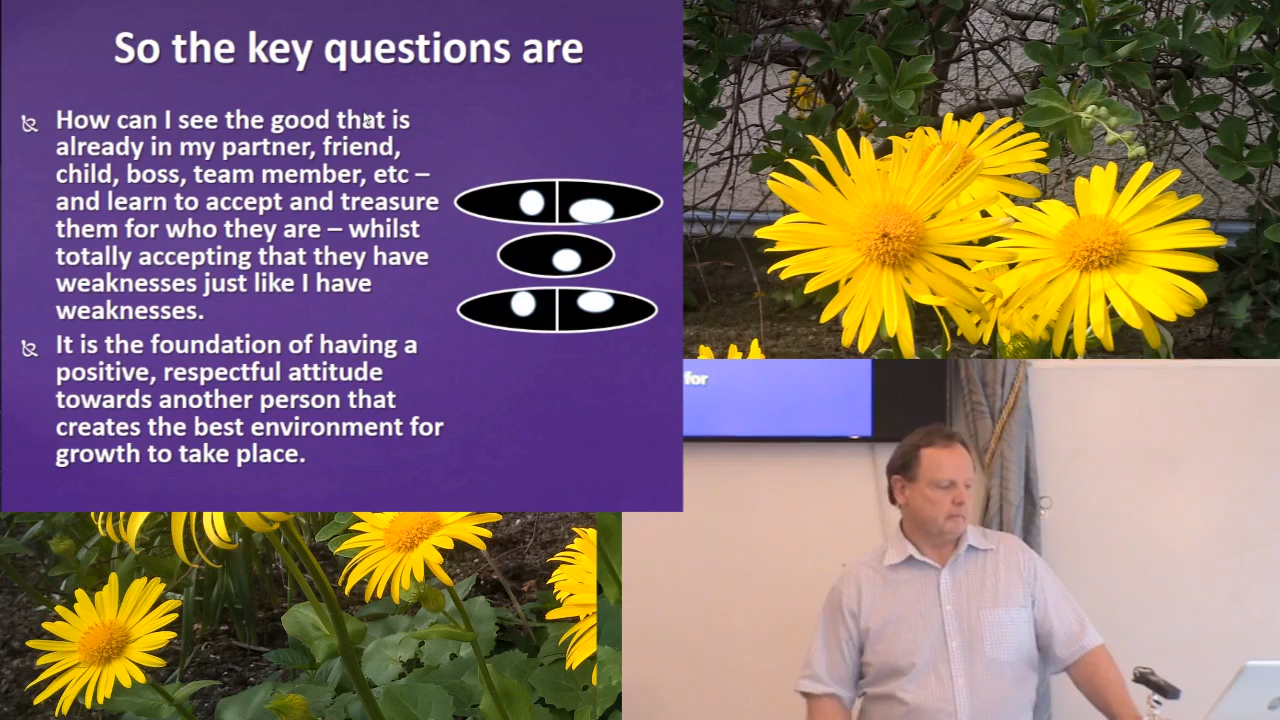 So the key questions are
How can I see the good that is
already in my partner, friend,
child, boss, team member, etc –
and learn to accept and treasure
them for who they are – whilst
totally accepting that they have
weaknesses just like I have
weaknesses.
It is the foundation of having a
positive, respectful attitude
towards another person that
creates the best environment for
growth to take place.
for